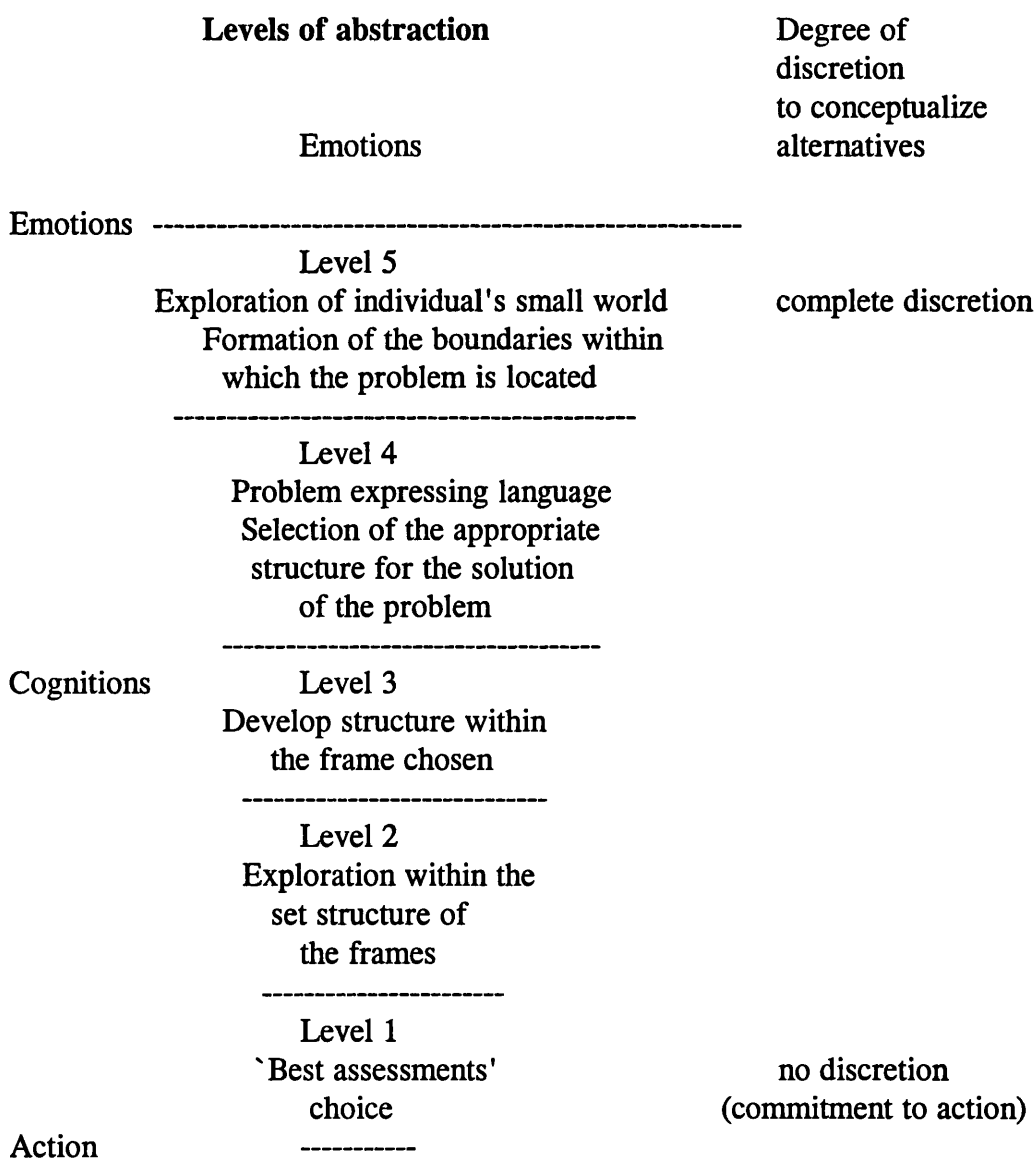 Levels of abstraction
Degree of
discretion
to conceptualize
Emotions alternatives
Emotions ----------------------------------------------------------
Level 5
Exploration of individual's small world complete discretion
Formation of the boundaries within
which the problem is located
----------------------------------------------
Level 4
Problem expressing language
Selection of the appropriate
structure for the solution
of the problem
-------------------------------------
Cognitions Level 3
Develop structure within
the frame chosen
------------------------------
Level 2
Exploration within the
set structure of
the frames
------------------------
Level 1
`Best assessments' no discretion
choice (commitment to action)
Action -----------